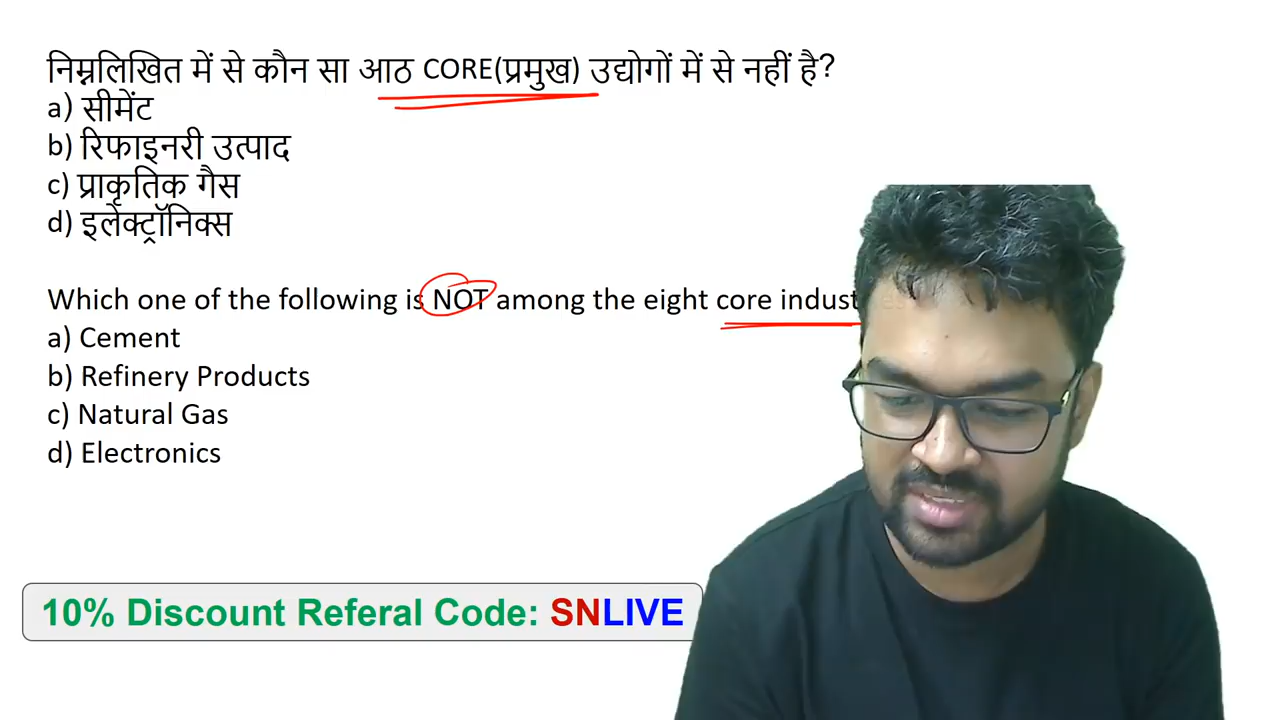 निम्नलिखित में से कौन सा आठ CORE(प्रमुख) उद्योगों में से नहीं है?
a) सीमेंट
b) रिफाइनरी उत्पाद
c) प्राकृतिक गैस
d) इलेक्ट्रॉनिक्स
Which one of the following is NOT among the eight core
a) Cement
b) Refinery Products
c) Natural Gas
d) Electronics
10% Discount Referal Code: SNLIVE